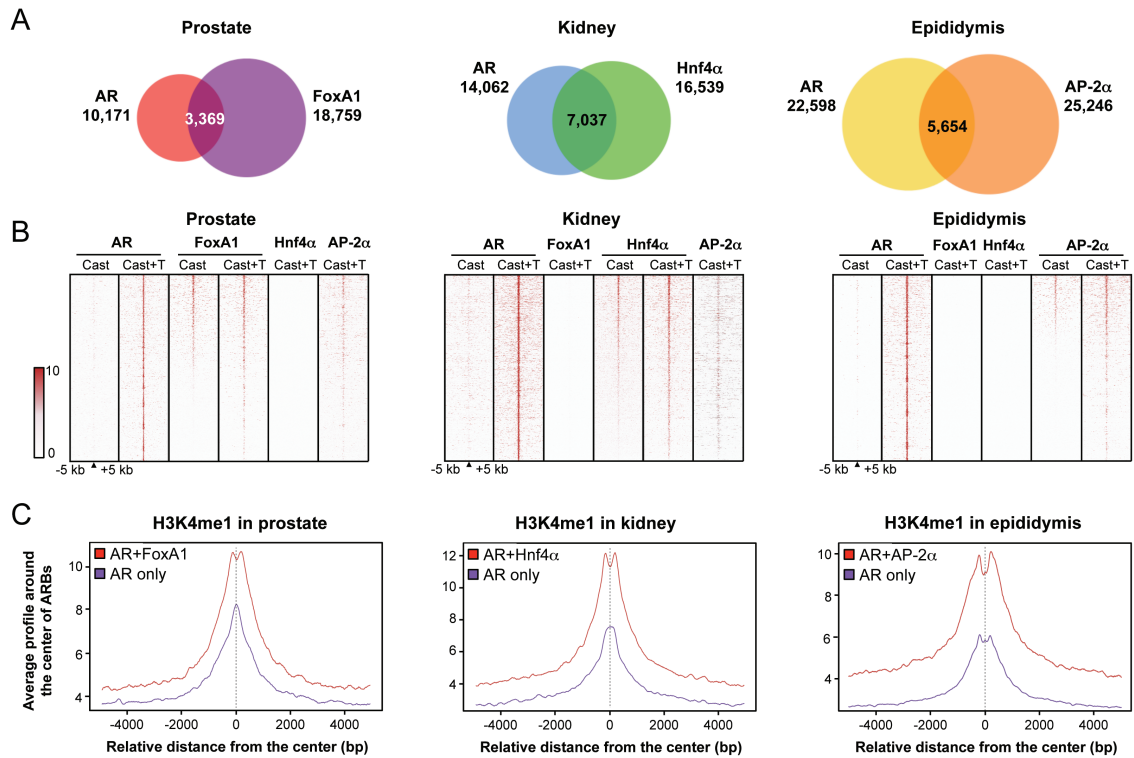 A
Prostate
Kidney
Epididymis
AR
10,171
3,369
FoxA1
18,759
AR
14,062
7,037
Hnf4α
16,539
AR
22,598
5,654
AP-2α
25,246
B
Prostate
Kidney
Epididymis
AR FoxA1 Hnf4α AP-2α
Cast Cast+T Cast Cast+T Cast+T Cast+T
AR FoxA1 Hnf4α AP-2α
Cast Cast+T Cast+T Cast Cast+T Cast+T
AR FoxA1 Hnf4α AP-2α
Cast Cast+T Cast+T Cast+T Cast Cast+T
10
0
-5 kb ▲ +5 kb
-5 kb ▲ +5 kb
-5 kb ▲ +5 kb
C
H3K4me1 in prostate
H3K4me1 in kidney
H3K4me1 in epididymis
Average profile around
the center of ARBs
AR+FoxA1
AR only
10
8
6
4
-4000 -2000 0 2000 4000
Relative distance from the center (bp)
AR+Hnf4α
AR only
12
10
8
6
4
-4000 -2000 0 2000 4000
Relative distance from the center (bp)
AR+AP-2α
AR only
10
8
6
4
-4000 -2000 0 2000 4000
Relative distance from the center (bp)